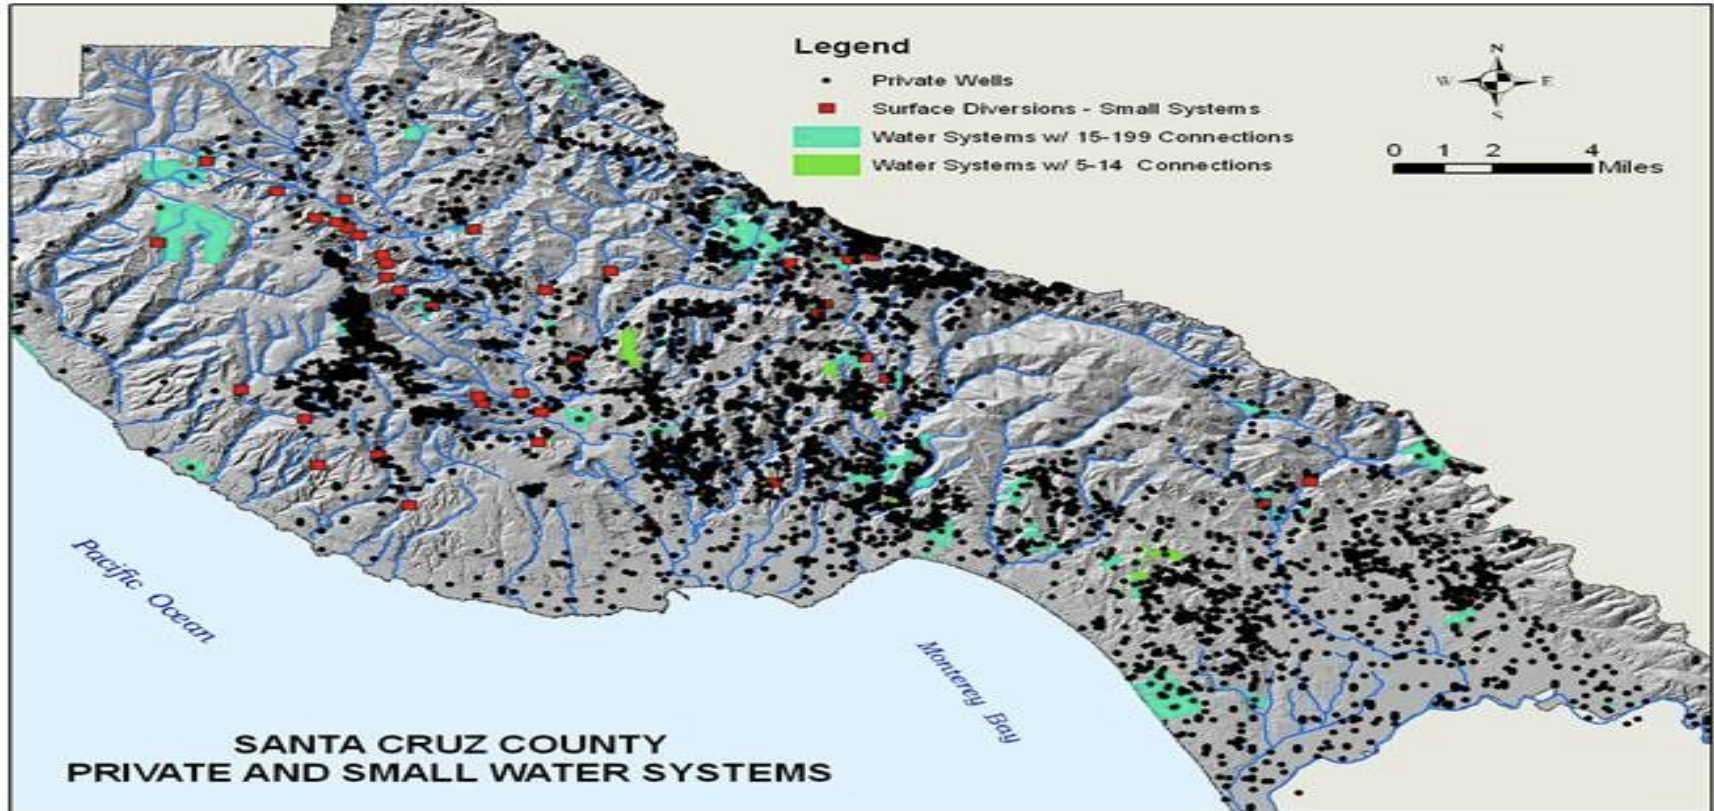 Legend
Private Wells
Surface Diversions - Small Systems
Water Systems w/ 15-199 Connections
Water Systems w/ 5-14 Connections
N
W E
S
0 1 2 4
Miles
Pacific Ocean
Monterey Bay
SANTA CRUZ COUNTY
PRIVATE AND SMALL WATER SYSTEMS